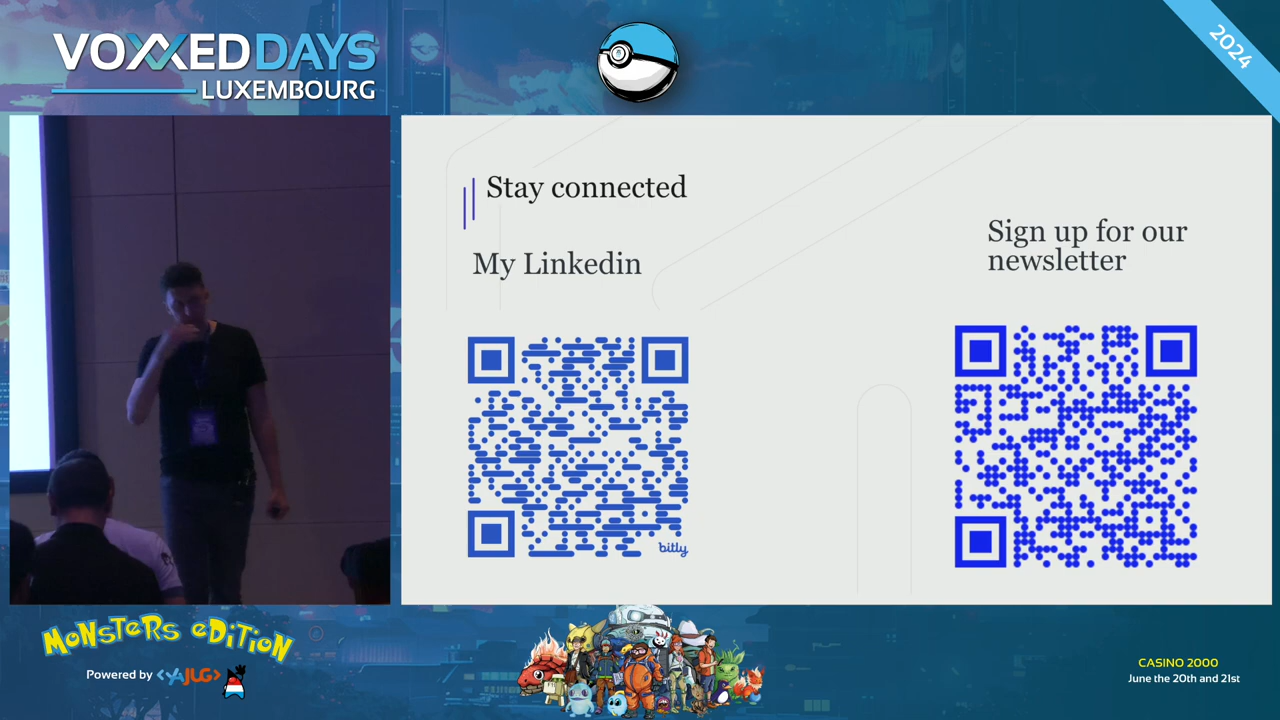 VOXXEDDAYS
LUXEMBOURG
2024
Stay connected
My Linkedin
Sign up for our
newsletter
bitly
MONSTERS EDITION
Powered by <YAJUG>
CASINO 2000
June the 20th and 21st